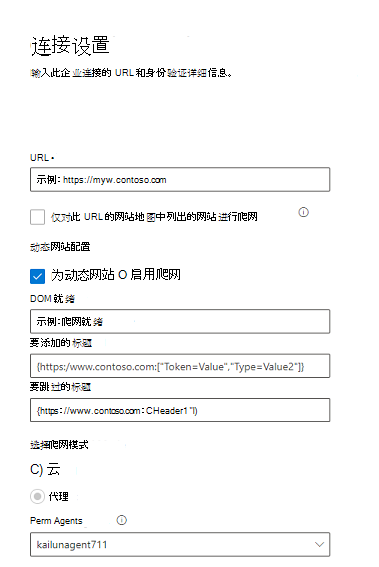 连接设置
输入此企业连接的 URL 和身份验证详细信息。
URL •
示例: https://myw.contoso.com
仅对此 URL 的网站地图中列出的网站进行爬网
动态网站配置
为动态网站 O 启用爬网
DOM 就绪
示例:爬网就绪
要添加的标题
{https:/www.contoso.com:["Token=Value","Type=Value2"]}
要跳过的标题
{https://www.contoso.com: CHeader1"l)
选择爬网模式
C) 云
代理
Perm Agents
kailunagent711